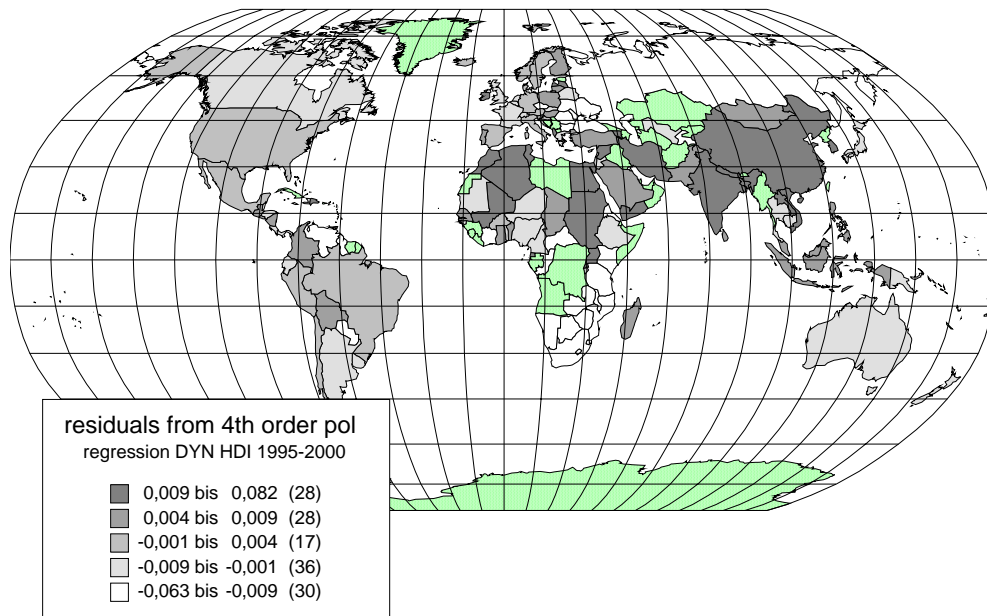 residuals from 4th order pol
regression DYN HDI 1995-2000
0,009 bis 0,082 (28)
0,004 bis 0,009 (28)
-0,001 bis 0,004 (17)
-0,009 bis -0,001 (36)
-0,063 bis -0,009 (30)